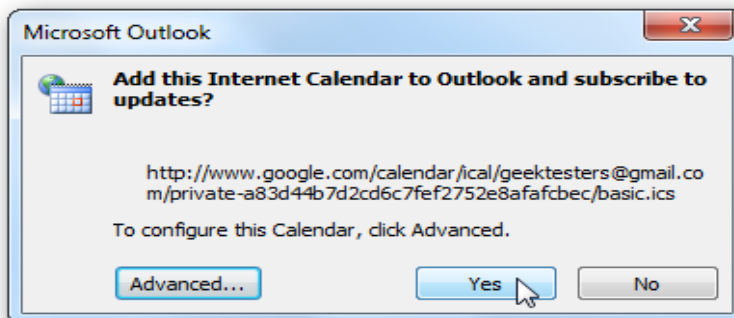 Microsoft Outlook
Add this Internet Calendar to Outlook and subscribe to
updates?
http://www.google.com/calendar/ical/geektesters@gmail.co
m/private-a83d44b7d2cd6c7fef2752e8afafcbec/basic.ics
To configure this Calendar, click Advanced.
Advanced... Yes No